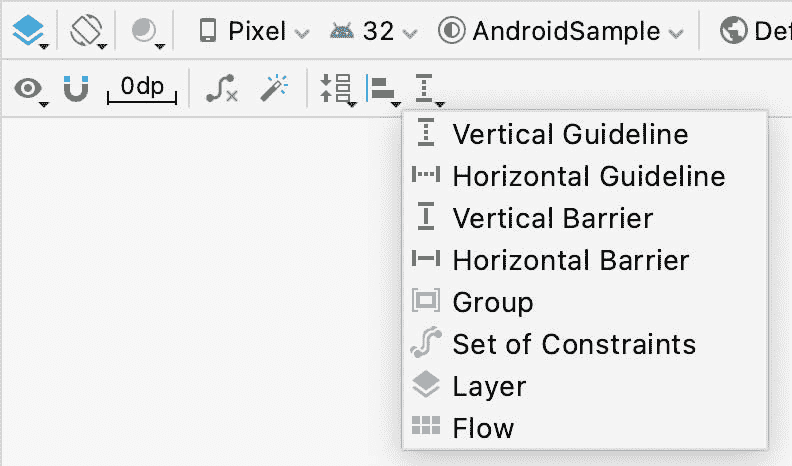 Pixel 32 AndroidSample Def
0dp
Vertical Guideline
Horizontal Guideline
Vertical Barrier
Horizontal Barrier
Group
Set of Constraints
Layer
Flow